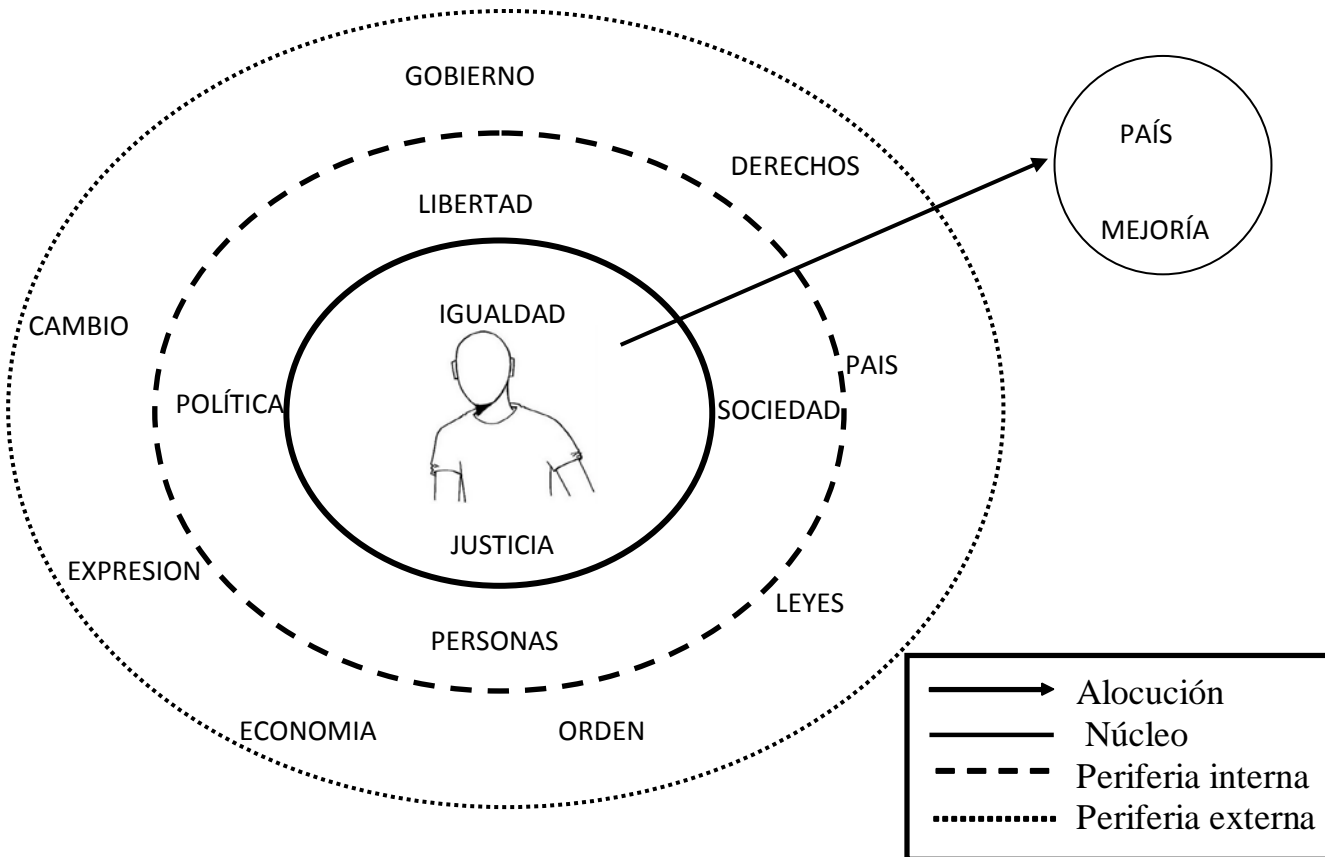 GOBIERNO
DERECHOS
PAÍS
LIBERTAD
MEJORÍA
IGUALDAD
CAMBIO
PAIS
POLÍTICA
SOCIEDAD
JUSTICIA
EXPRESION
LEYES
PERSONAS
ECONOMIA
ORDEN
Alocución
Núcleo
Periferia interna
Periferia externa